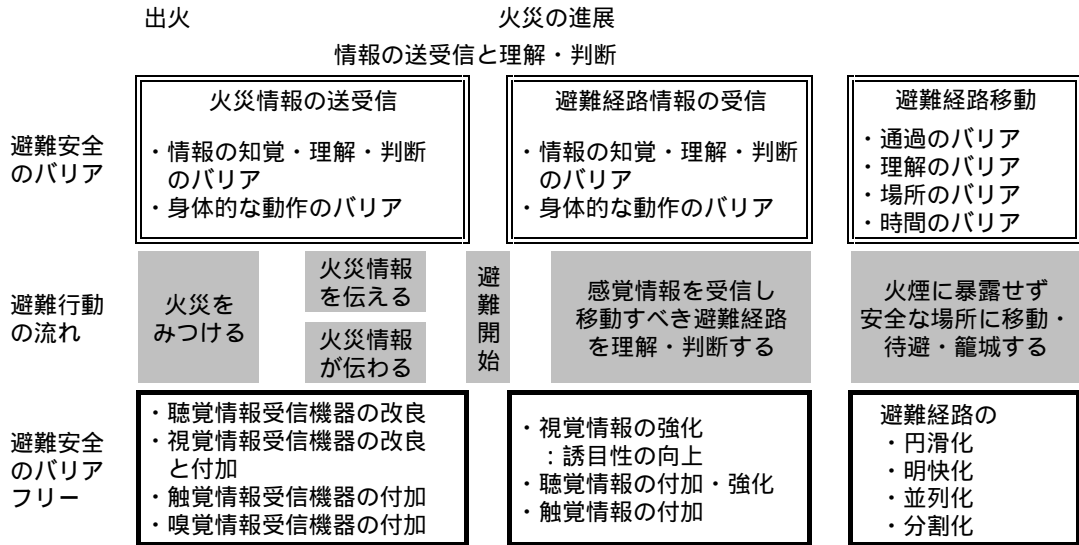 出火
火災の進展
情報の送受信と理解・判断
避難安全
のバリア
火災情報の送受信
・情報の知覚・理解・判断
のバリア
・身体的な動作のバリア
避難経路情報の受信
・情報の知覚・理解・判断
のバリア
・身体的な動作のバリア
避難経路移動
・通過のバリア
・理解のバリア
・場所のバリア
・時間のバリア
避難行動
の流れ
火災を
みつける
火災情報
を伝える
火災情報
が伝わる
避
難
開
始
感覚情報を受信し
移動すべき避難経路
を理解・判断する
火煙に暴露せず
安全な場所に移動・
待避・籠城する
避難安全
のバリア
フリー
・聴覚情報受信機器の改良
・視覚情報受信機器の改良
と付加
・触覚情報受信機器の付加
・嗅覚情報受信機器の付加
・視覚情報の強化
：誘目性の向上
・聴覚情報の付加・強化
・触覚情報の付加
避難経路の
・円滑化
・明快化
・並列化
・分割化